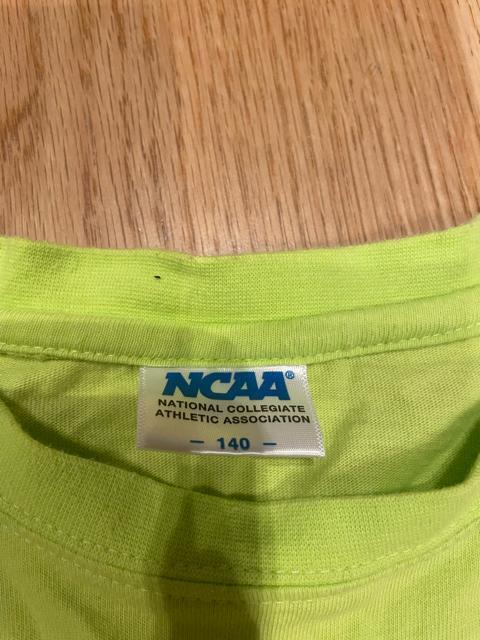 NCAA®
NATIONAL COLLEGIATE
ATHLETIC ASSOCIATION
- 140 -